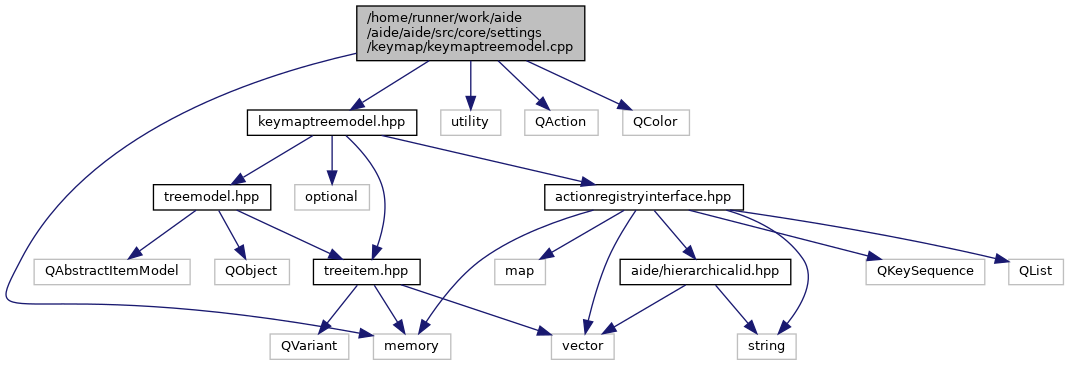 /home/runner/work/aide
/aide/aide/src/core/settings
/keymap/keymaptreemodel.cpp
keymaptreemodel.hpp
utility
QAction
QColor
treemodel.hpp
optional
actionregistryinterface.hpp
QAbstractItemModel
QObject
treeitem.hpp
map
aide/hierarchicalid.hpp
QKeySequence
QList
QVariant
memory
vector
string